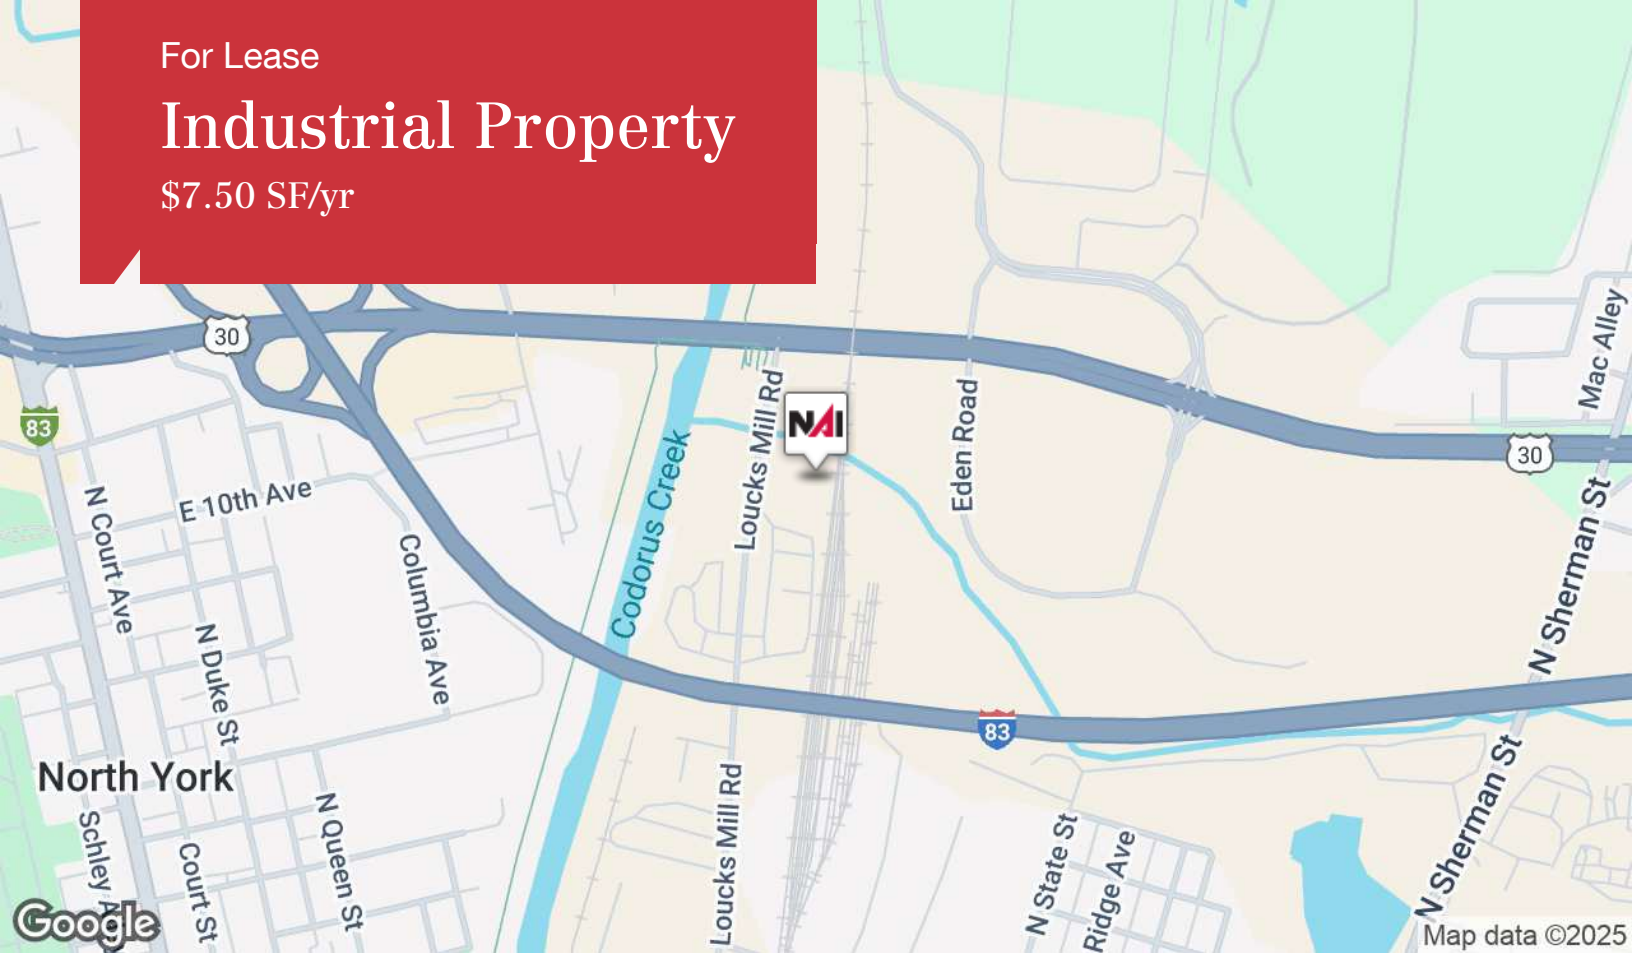 For Lease
Industrial Property
$7.50 SF/yr
30
83
E 10th Ave
N Court Ave
Columbia Ave
N Duke St
Codorus Creek
Loucks Mill Rd
NAI
Eden Road
Mac Alley
30
N Sherman St
83
North York
Schley
Court St
N Queen St
Loucks Mill Rd
N State St
Ridge Ave
N Sherman St
Google
Map data ©2025